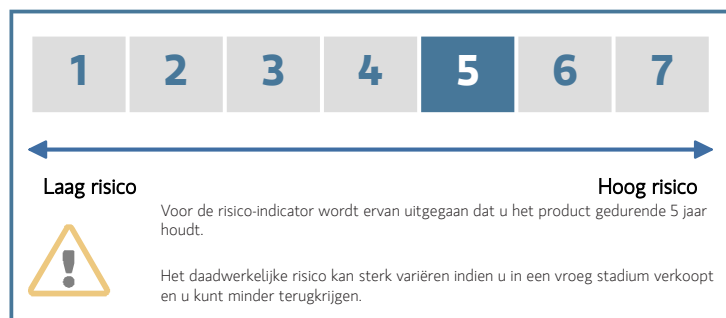 1 2 3 4 5 6 7
Laag risico Hoog risico
Voor de risico-indicator wordt ervan uitgegaan dat u het product gedurende 5 jaar
houdt.
Het daadwerkelijke risico kan sterk variëren indien u in een vroeg stadium verkoopt
en u kunt minder terugkrijgen.